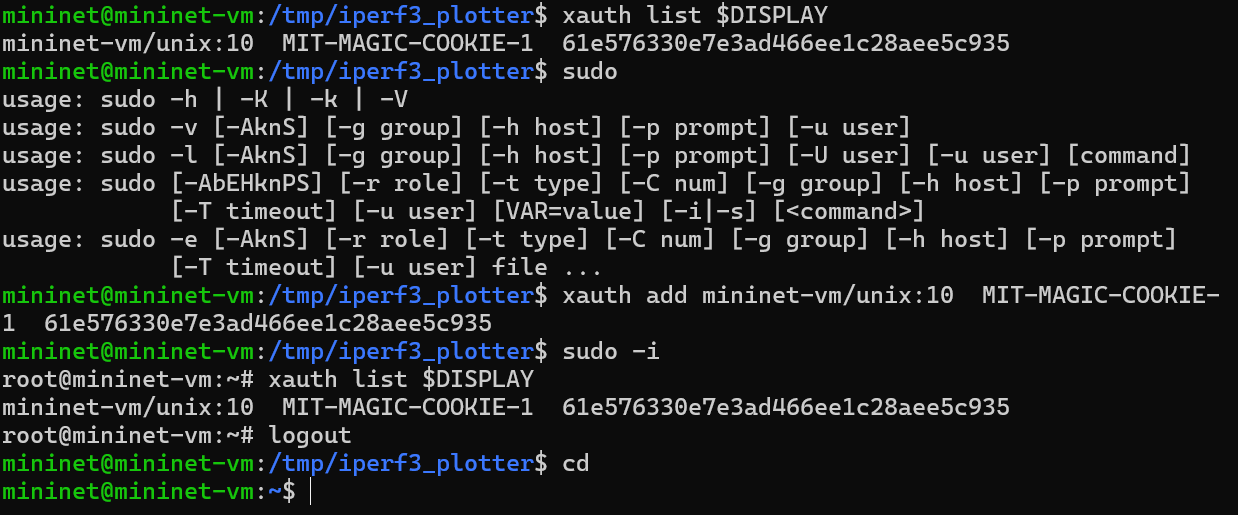 mininet@mininet-vm:/tmp/iperf3_plotter$ xauth list $DISPLAY
mininet-vm/unix:10  MIT-MAGIC-COOKIE-1  61e576330e7e3ad466ee1c28aee5c935
mininet@mininet-vm:/tmp/iperf3_plotter$ sudo
usage: sudo -h | -K | -k | -V
usage: sudo -v [-AknS] [-g group] [-h host] [-p prompt] [-u user]
usage: sudo -l [-AknS] [-g group] [-h host] [-p prompt] [-U user] [-u user] [command]
usage: sudo [-AbEHknPS] [-r role] [-t type] [-C num] [-g group] [-h host] [-p prompt]
            [-T timeout] [-u user] [VAR=value] [-i|-s] [<command>]
usage: sudo -e [-AknS] [-r role] [-t type] [-C num] [-g group] [-h host] [-p prompt]
            [-T timeout] [-u user] file ...
mininet@mininet-vm:/tmp/iperf3_plotter$ xauth add mininet-vm/unix:10  MIT-MAGIC-COOKIE-
1  61e576330e7e3ad466ee1c28aee5c935
mininet@mininet-vm:/tmp/iperf3_plotter$ sudo -i
root@mininet-vm:~# xauth list $DISPLAY
mininet-vm/unix:10  MIT-MAGIC-COOKIE-1  61e576330e7e3ad466ee1c28aee5c935
root@mininet-vm:~# logout
mininet@mininet-vm:/tmp/iperf3_plotter$ cd
mininet@mininet-vm:~$